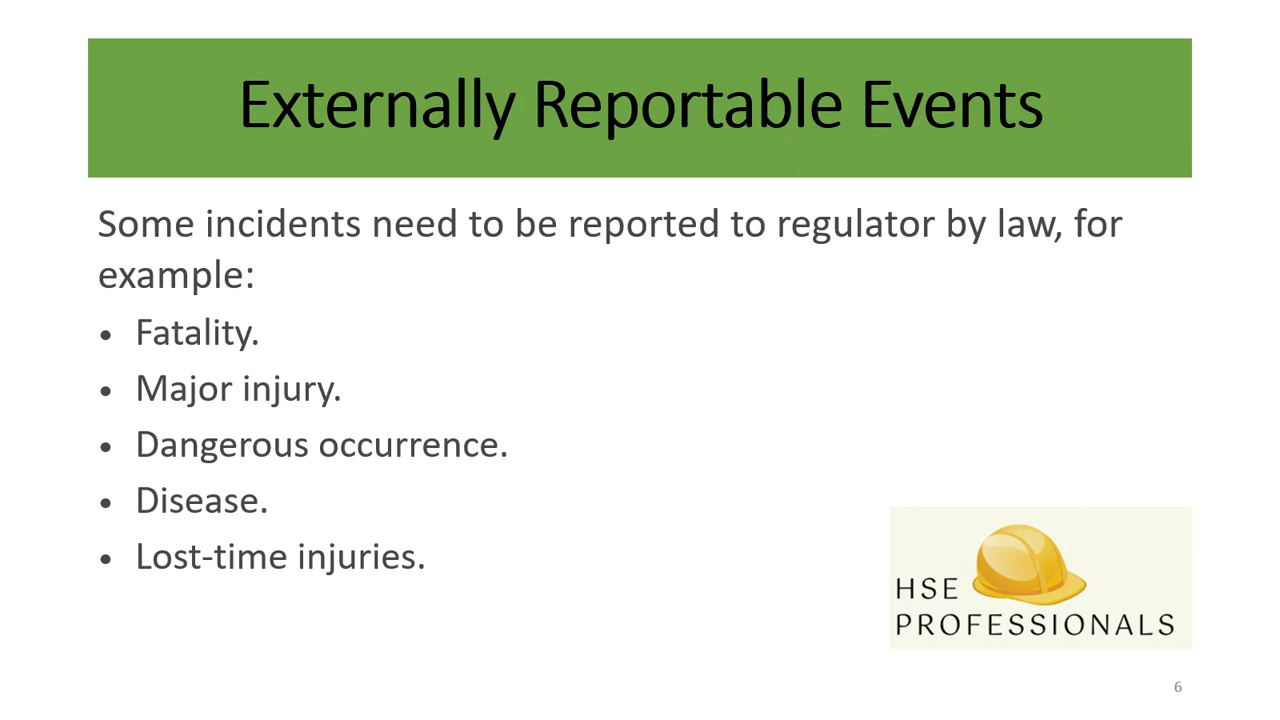 Externally Reportable Events
Some incidents need to be reported to regulator by law, for
example:
• Fatality.
• Major injury.
• Dangerous occurrence.
• Disease.
• Lost-time injuries.
HSE
PROFESSIONALS
6